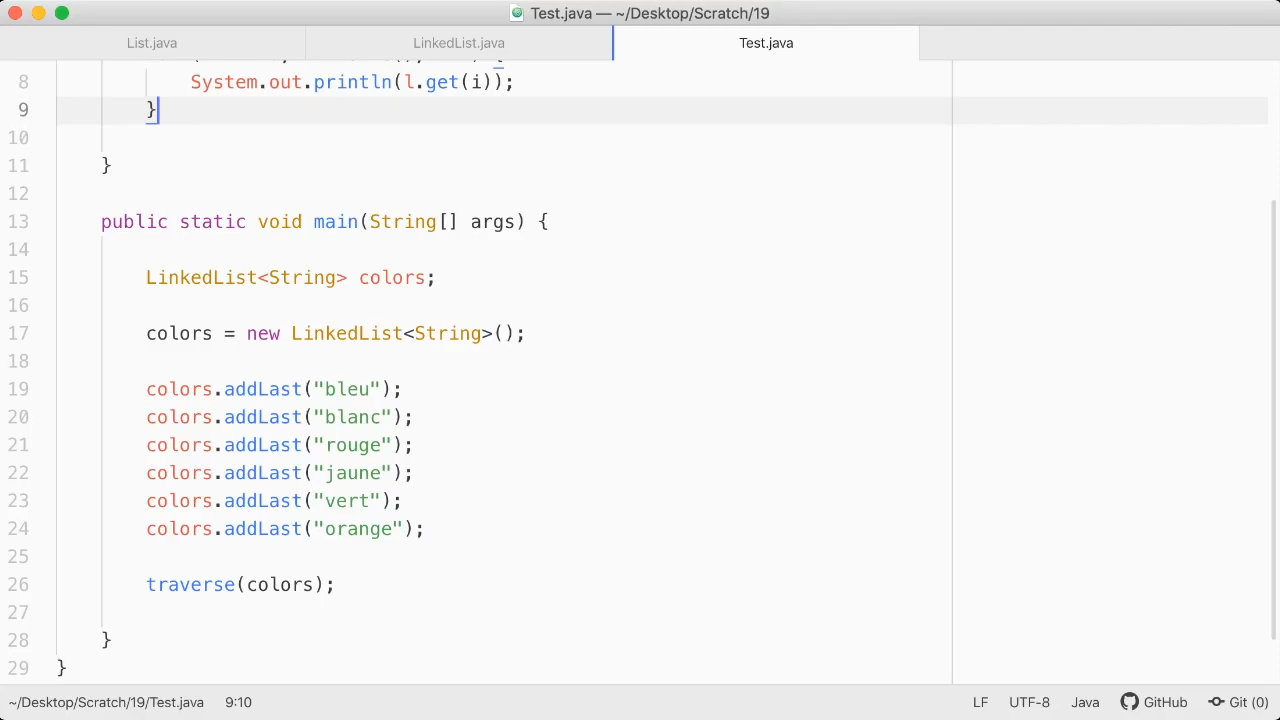 Test.java — ~/Desktop/Scratch/19
List.java LinkedList.java Test.java
8 System.out.println(l.get(i));
9 }
10
11 }
12
13 public static void main(String[] args) {
14
15 LinkedList<String> colors;
16
17 colors = new LinkedList<String>();
18
19 colors.addLast("bleu");
20 colors.addLast("blanc");
21 colors.addLast("rouge");
22 colors.addLast("jaune");
23 colors.addLast("vert");
24 colors.addLast("orange");
25
26 traverse(colors);
27
28 }
29 }
~/Desktop/Scratch/19/Test.java 9:10 LF UTF-8 Java GitHub Git (0)